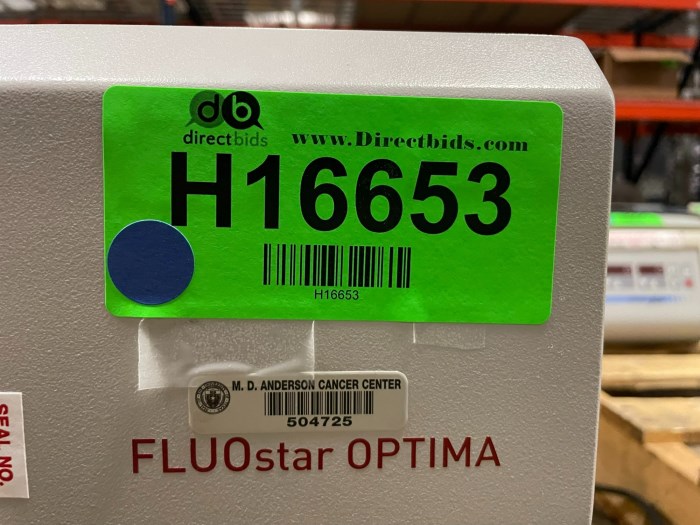 db
directbids
www.Directbids.com
H16653
H16653
M. D. ANDERSON CANCER CENTER
504725
FLUOstar OPTIMA
SEAL NO.